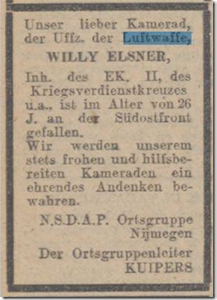 Unser lieber Kamerad,
der Uffz. der Luftwaffe,
WILLY ELSNER,
Inh. des EK. II, des
Kriegsverdienstkreuzes
u.a., ist im Alter von 26
J. an der Südostfront
gefallen.
Wir werden unserem
stets frohen und hilfsbe-
reiten Kameraden ein
ehrendes Andenken be-
wahren.
N.S.D.A.P. Ortsgruppe
Nijmegen
Der Ortsgruppenleiter
KUIPERS